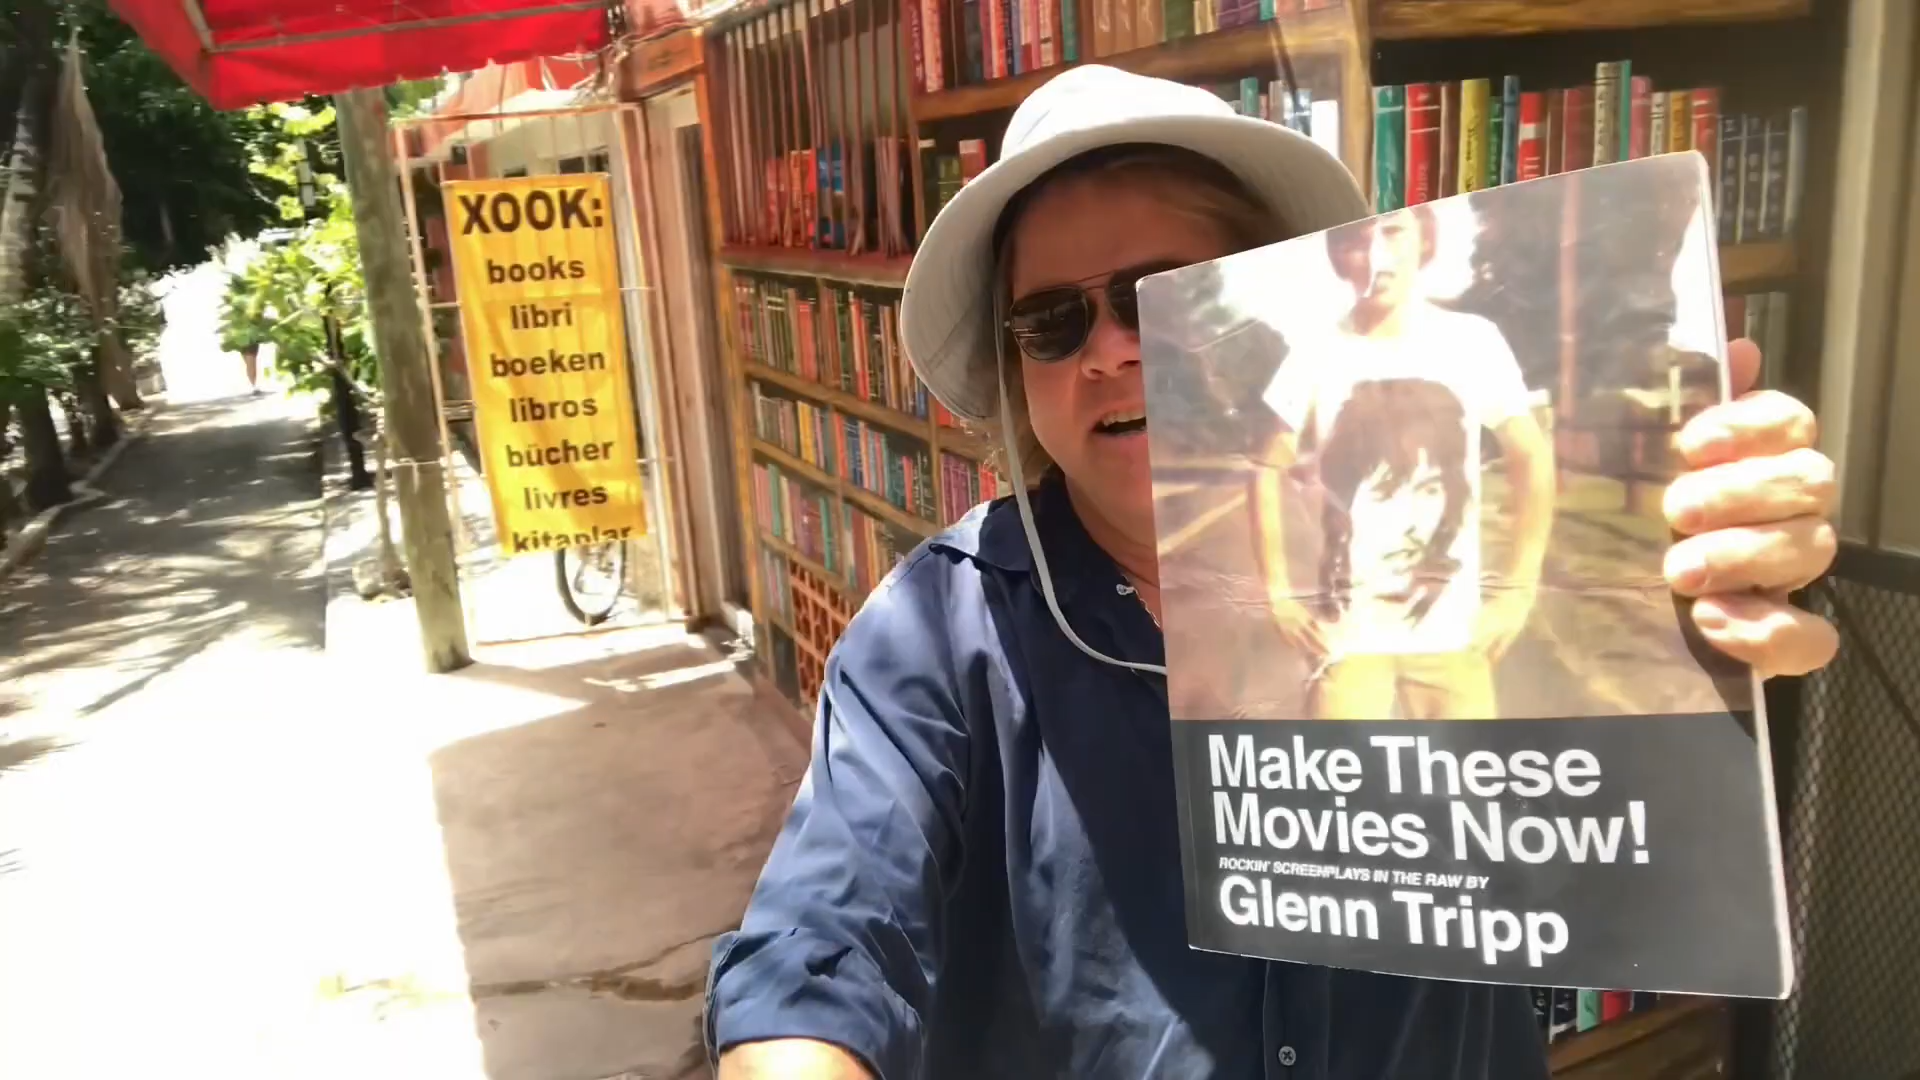 XOOK:
books
libri
boeken
libros
bücher
livres
kitaplar
Make These
Movies Now!
ROCKIN' SCREENPLAYS IN THE RAW BY
Glenn Tripp